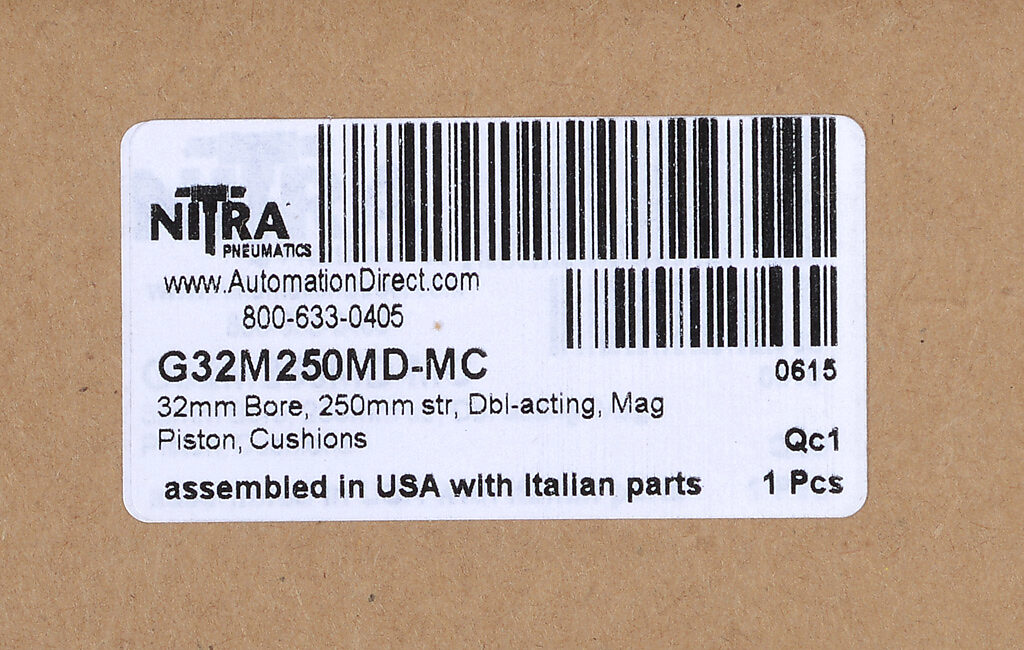 NITRA
PNEUMATICS
www.AutomationDirect.com
800-633-0405
G32M250MD-MC
0615
32mm Bore, 250mm str, Dbl-acting, Mag
Piston, Cushions
Qc1
assembled in USA with Italian parts
1 Pcs